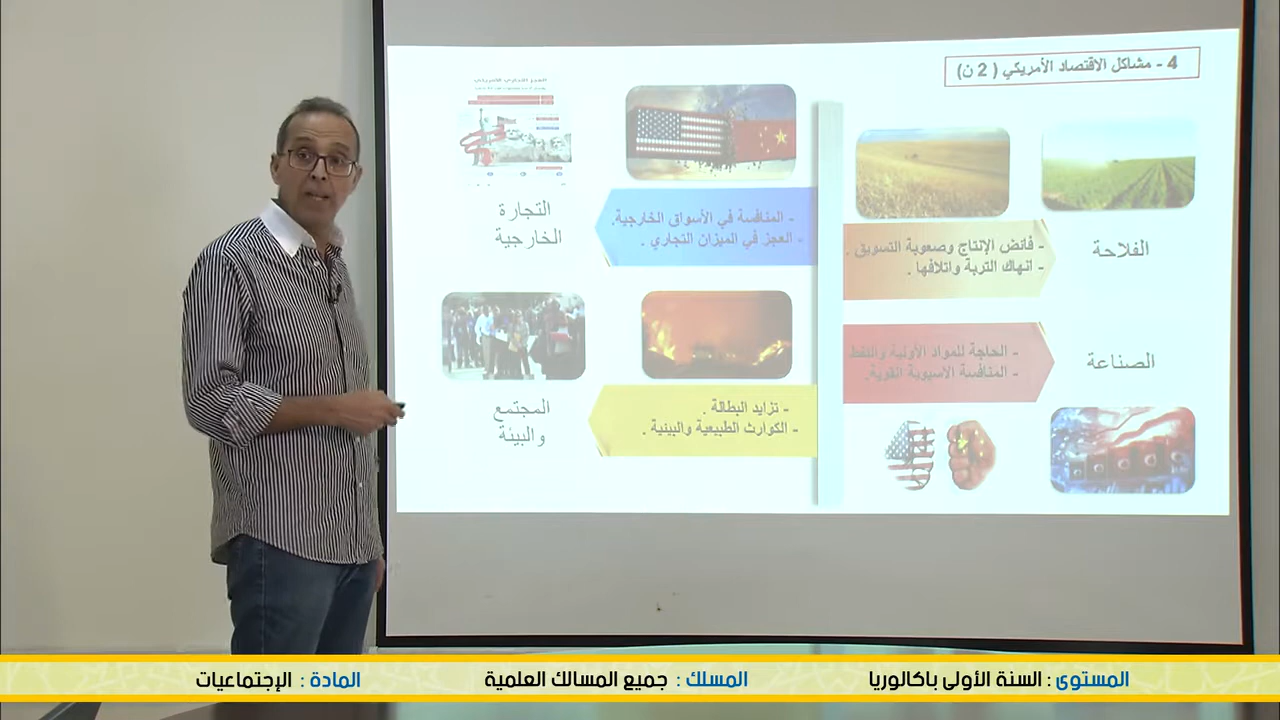 4 - مشاكل الاقتصاد الأمريكي ( 2 ن)
الفلاحة
- فائض الإنتاج وصعوبة التسويق .
- انهاك التربة واتلافها .
الصناعة
- الحاجة للمواد الأولية والنفط
- المنافسة الاسيوية القوية.
التجارة
الخارجية
- المنافسة في الأسواق الخارجية.
- العجز في الميزان التجاري .
المجتمع
والبيئة
- تزايد البطالة .
- الكوارث الطبيعية والبيئية .
المستوى : السنة الأولى باكالوريا
المسلك : جميع المسالك العلمية
المادة : الإجتماعيات